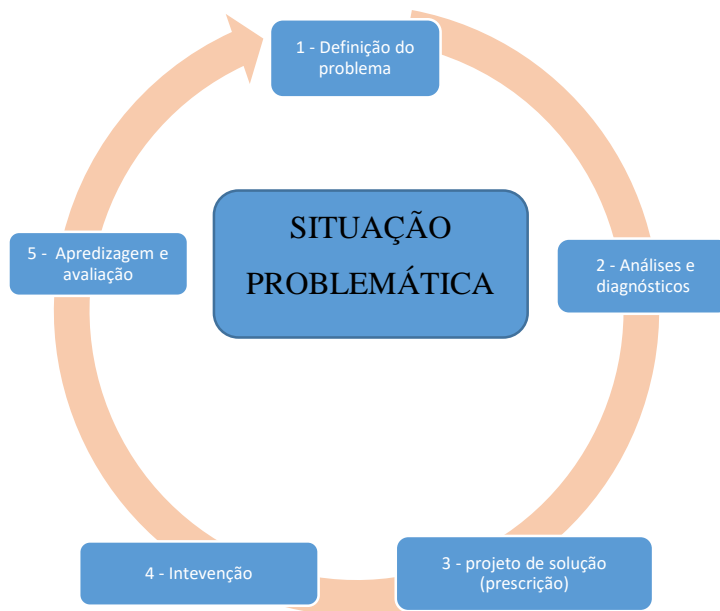 1 - Definição do
problema
SITUAÇÃO
PROBLEMÁTICA
2 - Análises e
diagnósticos
3 - projeto de solução
(prescrição)
4 - Intevenção
5 -  Apredizagem e
avaliação